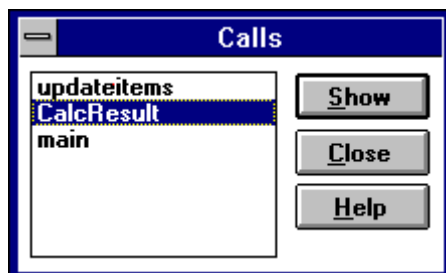 Calls
updateitems
CalcResult
main
Show
Close
Help